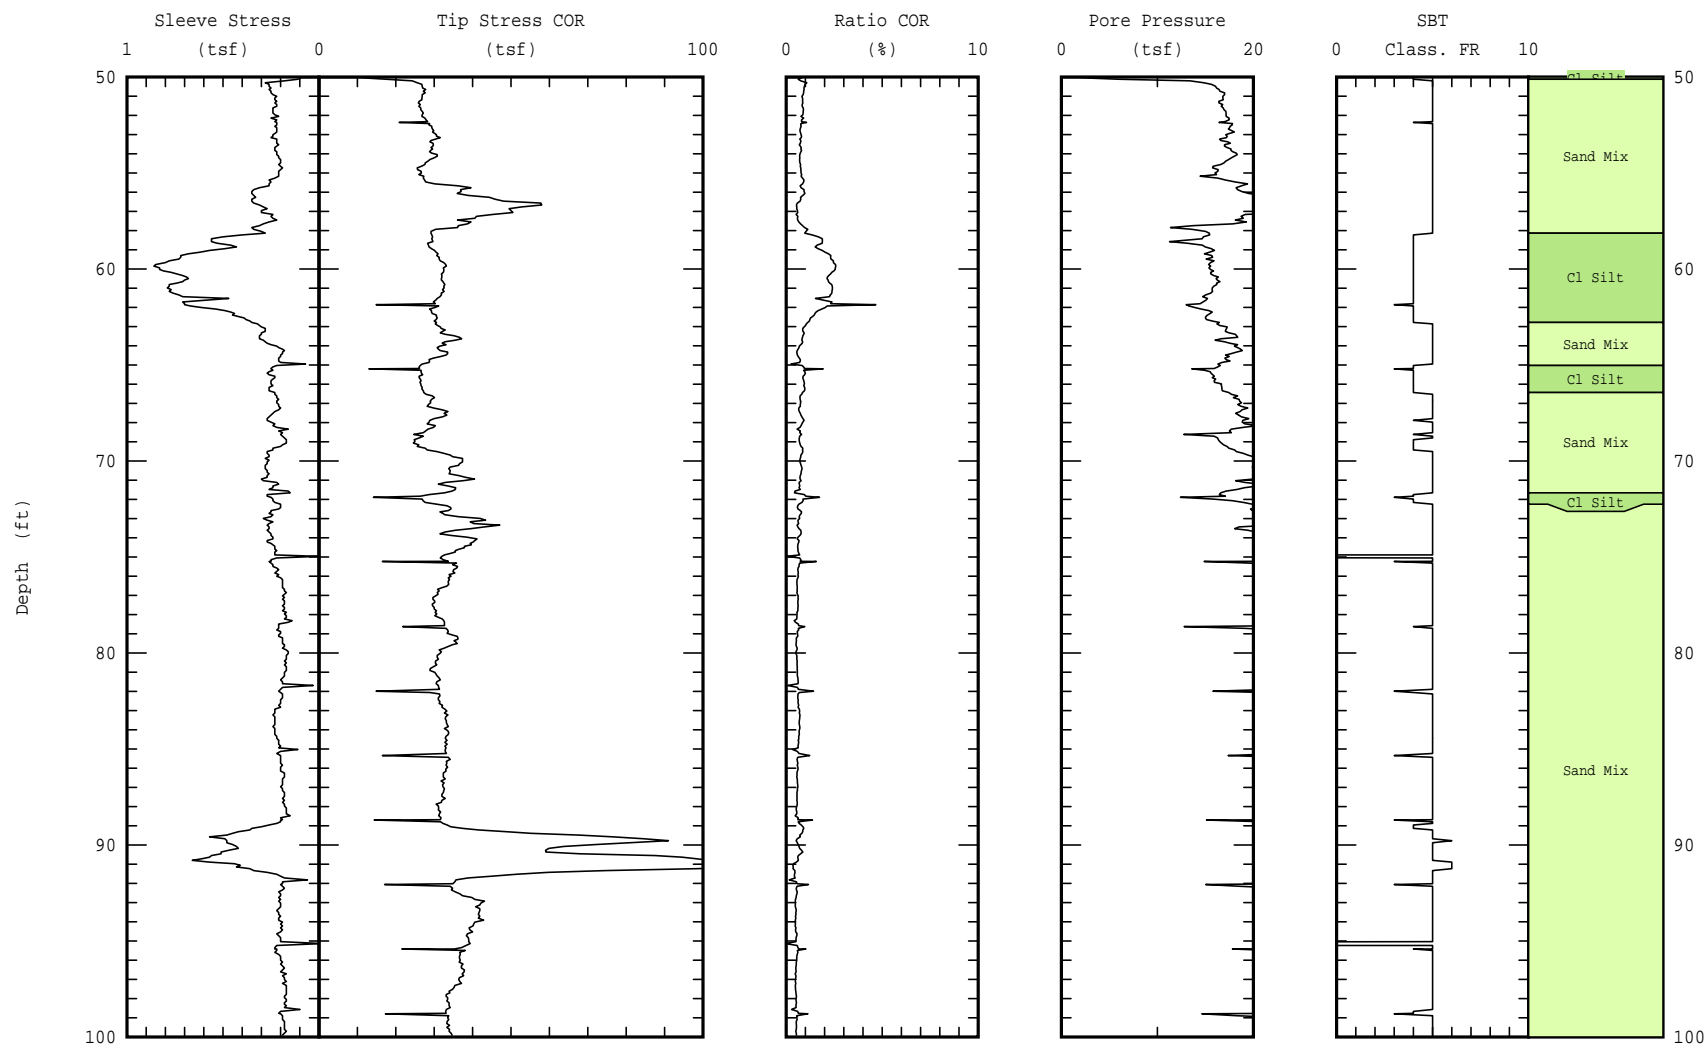 Sleeve Stress Tip Stress COR Ratio COR Pore Pressure SBT
1 (tsf) 0 (tsf) 100 0 (%) 10 0 (tsf) 20 0 Class. FR 10
50 Cl Silt 50
Sand Mix
60 Cl Silt 60
Sand Mix
Cl Silt
Sand Mix
70 70
Cl Silt
Depth (ft)
80 80
Sand Mix
90 90
100 100